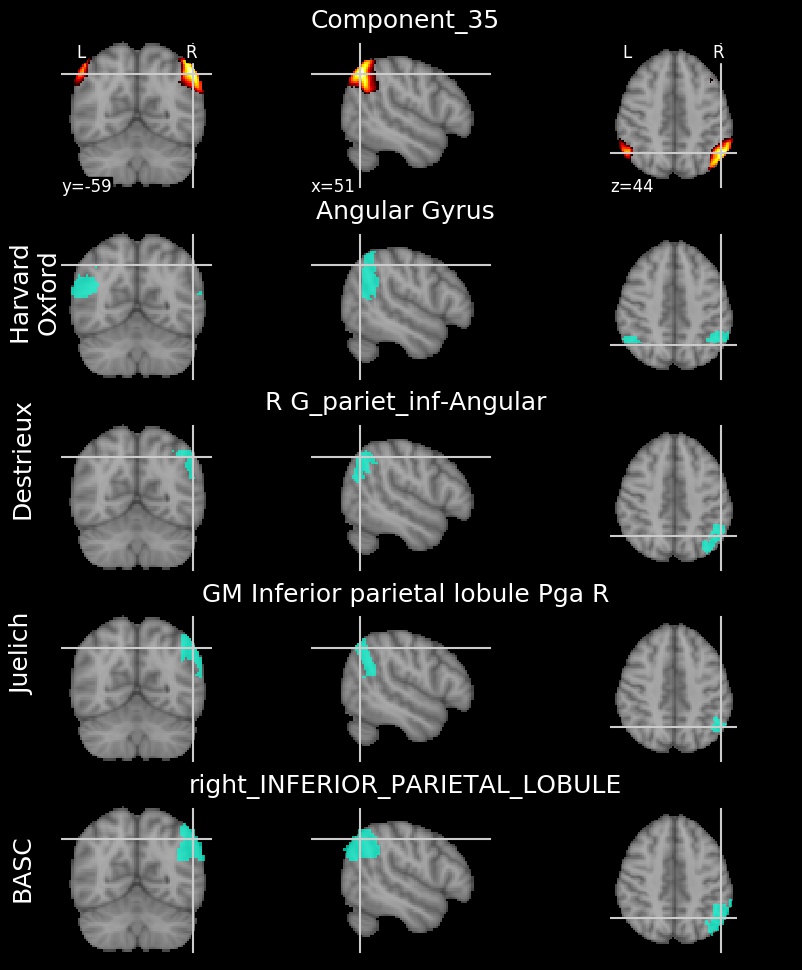 Component_35
L
R
L
R
y=-59
x=51
z=44
Angular Gyrus
Harvard
Oxford
R G_pariet_inf-Angular
Destrieux
GM Inferior parietal lobule Pga R
Juelich
right_INFERIOR_PARIETAL_LOBULE
BASC